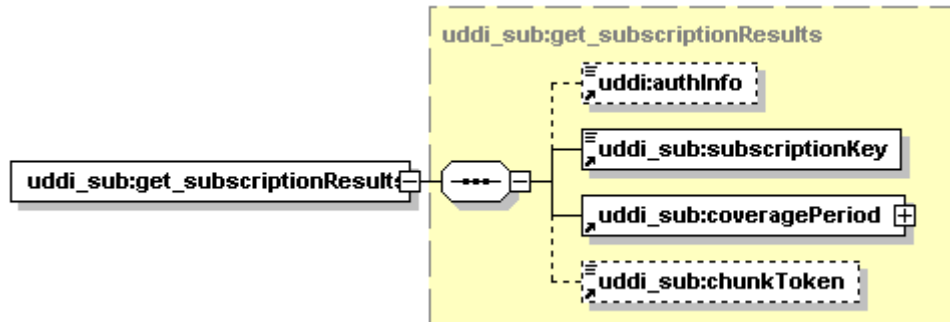 uddi_sub:get_subscriptionResults
uddi:authInfo
uddi_sub:subscriptionKey
uddi_sub:get_subscriptionResults
uddi_sub:coveragePeriod
uddi_sub:chunkToken